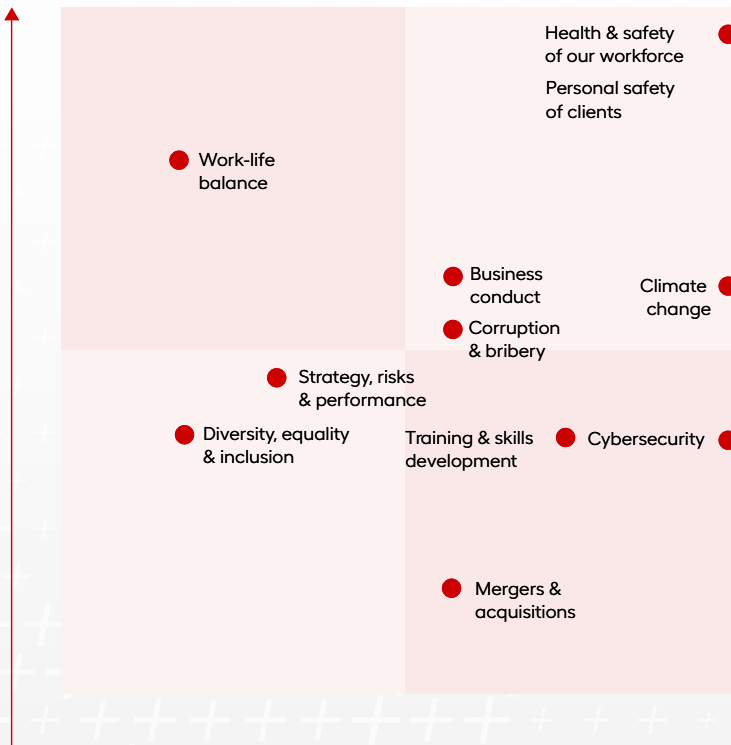 Health & safety
of our workforce
Personal safety
of clients
Work-life
balance
Business
conduct
Climate
change
Corruption
& bribery
Strategy, risks
& performance
Diversity, equality
& inclusion
Training & skills
development
Cybersecurity
Mergers &
acquisitions